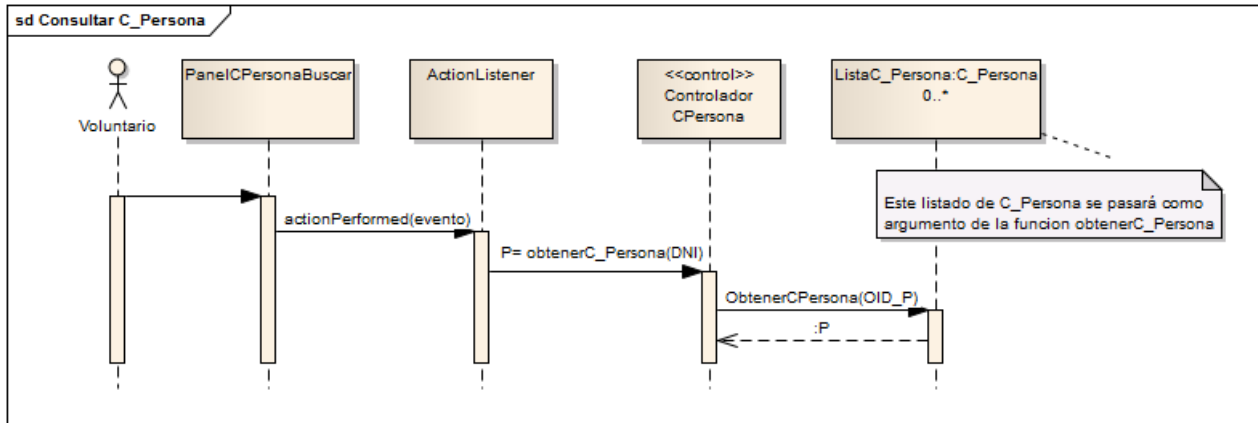 sd Consultar C_Persona
Voluntario
PanelCPersonaBuscar
ActionListener
<<control>>
Controlador
CPersona
ListaC_Persona:C_Persona
0..*
Este listado de C_Persona se pasará como
argumento de la funcion obtenerC_Persona
actionPerformed(evento)
P= obtenerC_Persona(DNI)
ObtenerCPersona(OID_P)
:P